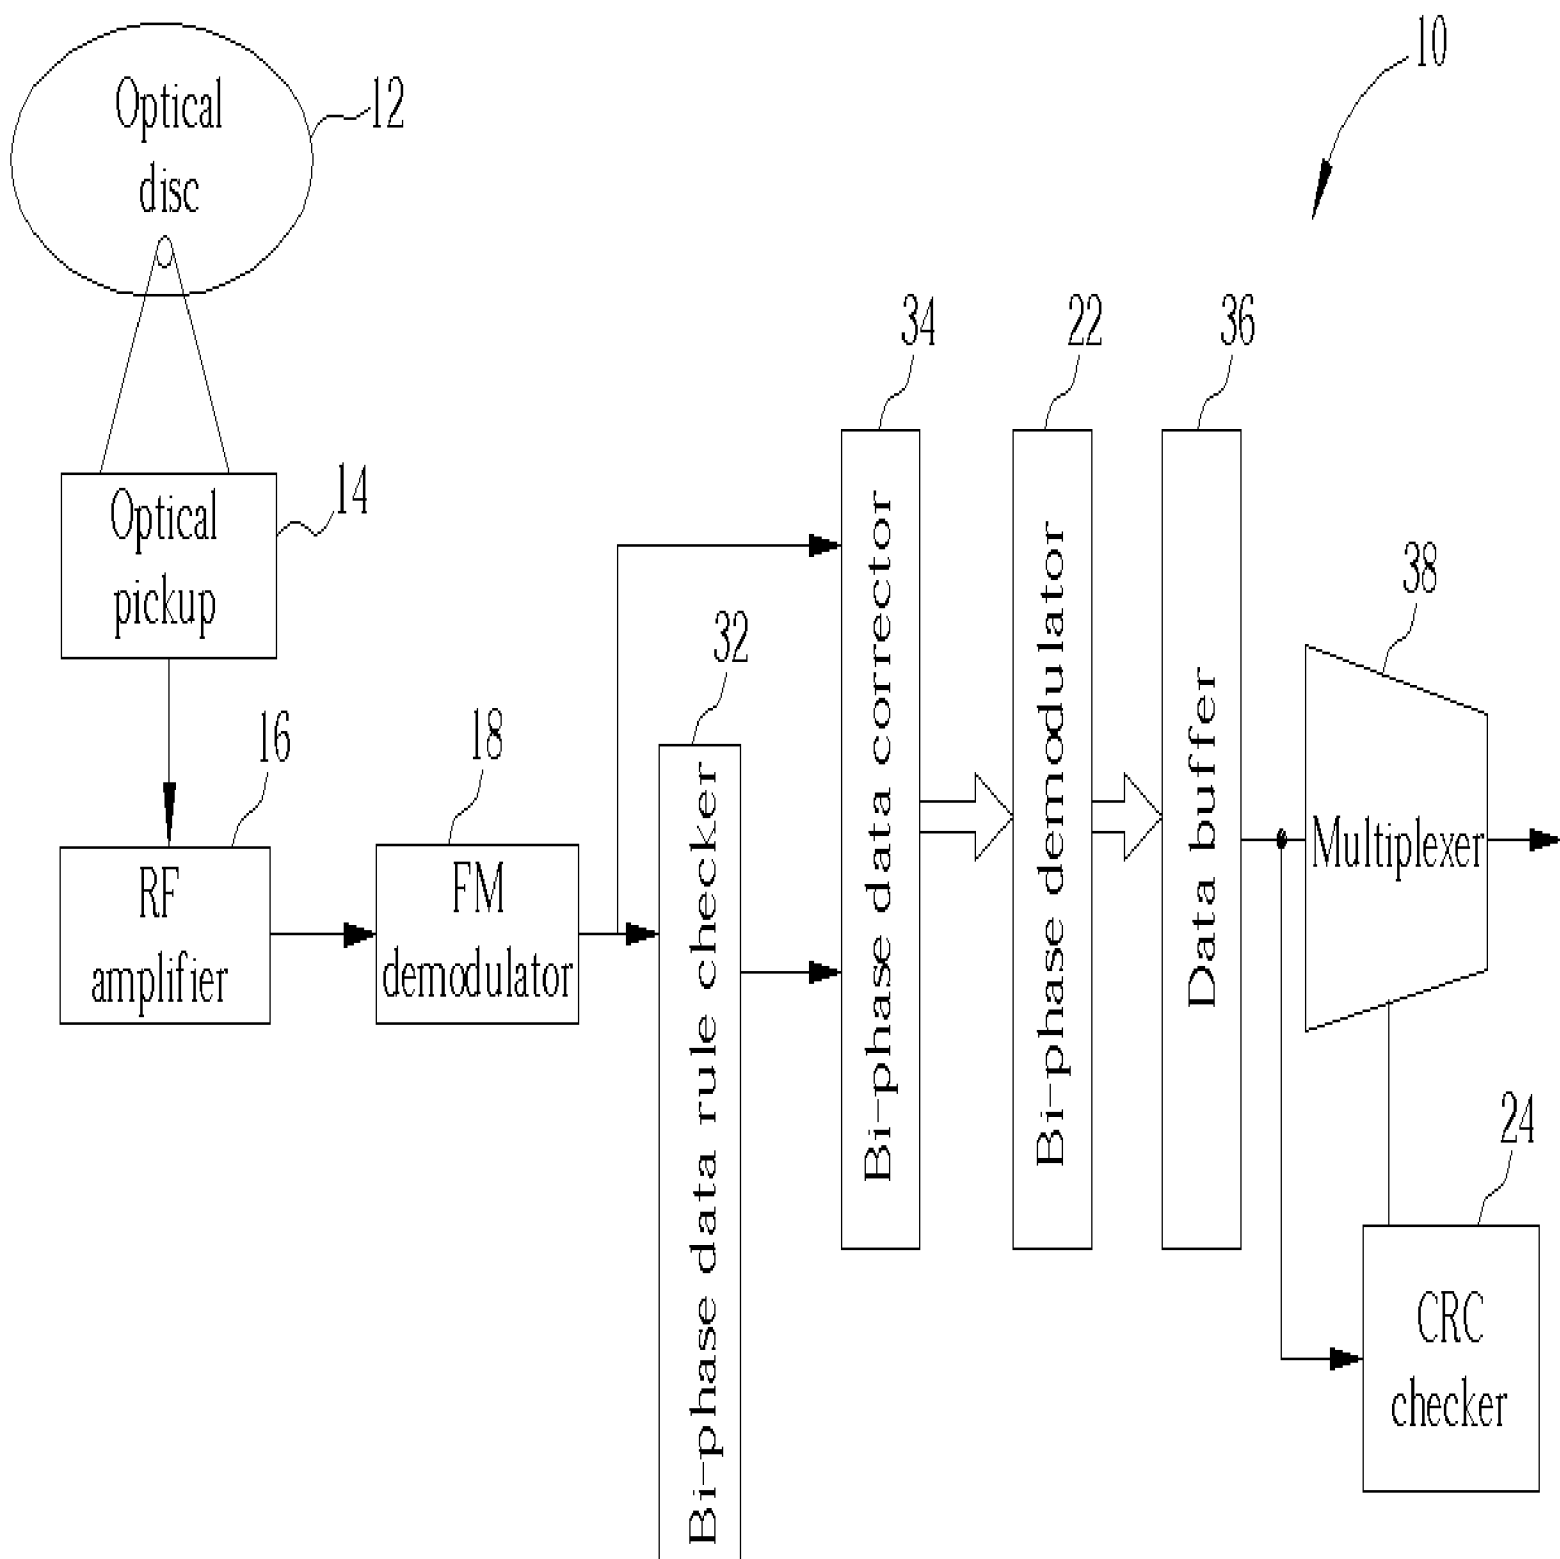 10
Optical
disc
12
34
22
36
Optical
pickup
14
38
32
16
18
RF
amplifier
FM
demodulator
Bi-phase data rule checker
Bi-phase data corrector
Bi-phase demodulator
Data buffer
Multiplexer
24
CRC
checker